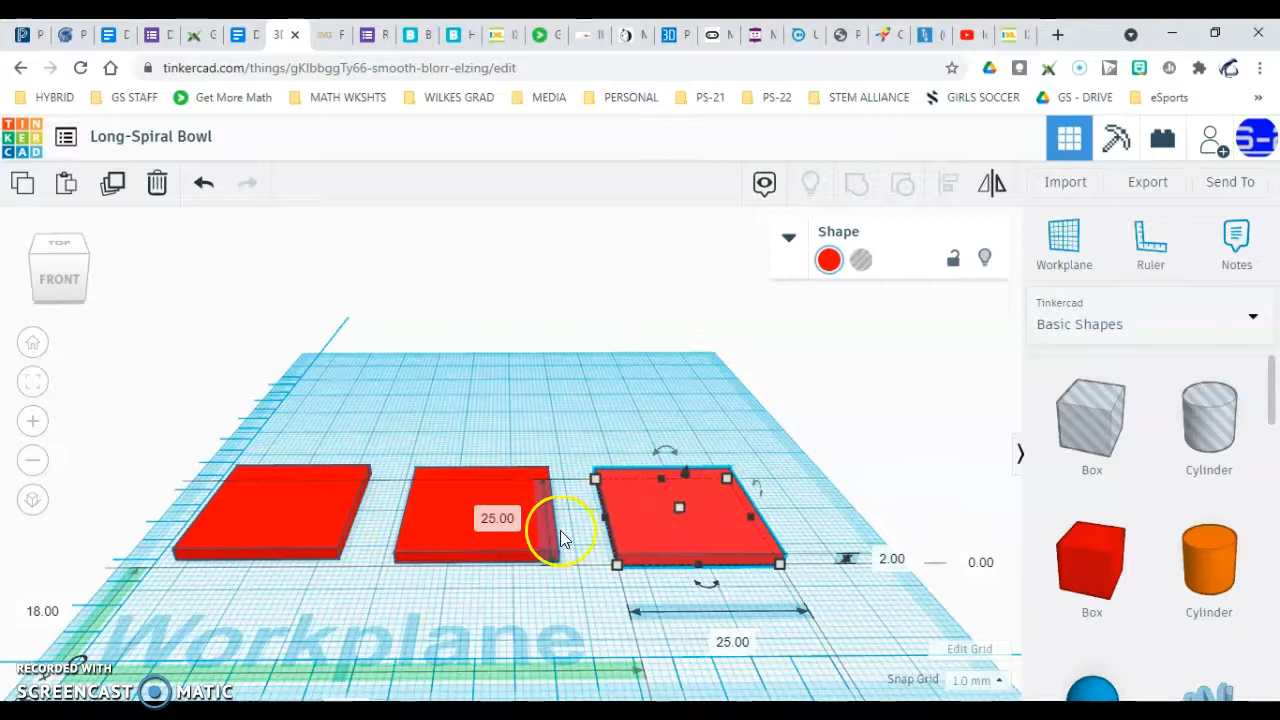 P P D D X G D 3D × F R B E B H G M 3D P M M C L P C I
tinkercad.com/things/gKIbbggTy66-smooth-blorr-elzing/edit
HYBRID GS STAFF Get More Math MATH WKSHTS WILKES GRAD MEDIA PERSONAL PS-21 PS-22 STEM ALLIANCE GIRLS SOCCER GS - DRIVE eSports »
TIN
KER
CAD
Long-Spiral Bowl
Import Export Send To
Shape
TOP
FRONT
Workplane Ruler Notes
Tinkercad
Basic Shapes
Box Cylinder
25.00
2.00 0.00
18.00
Workplane
25.00
Box Cylinder
Edit Grid
Snap Grid 1.0 mm
RECORDED WITH
SCREENCAST MATIC